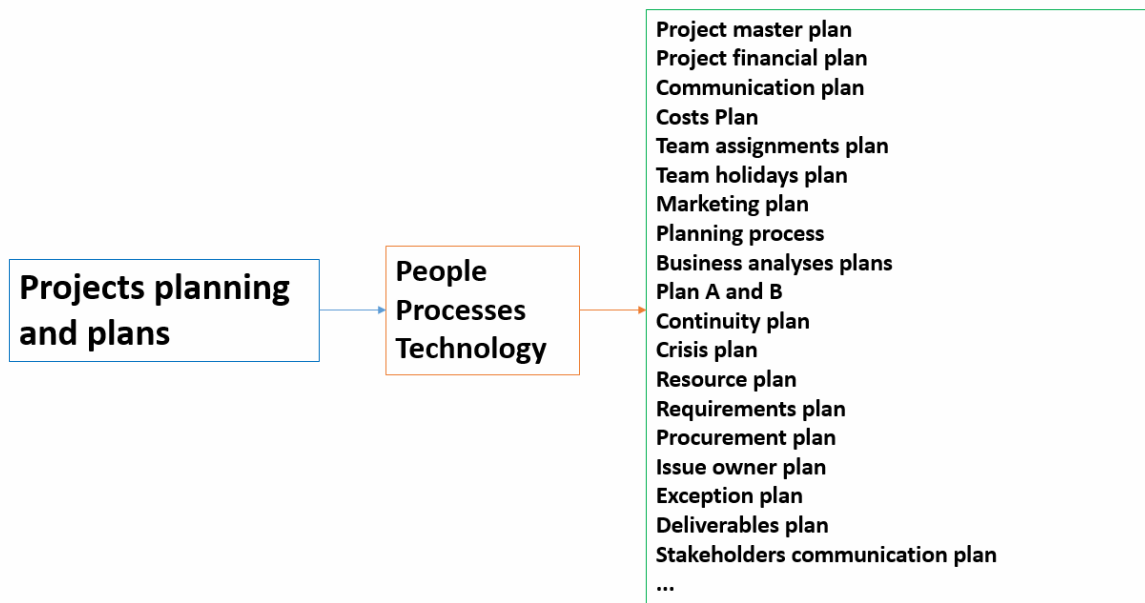 Projects planning
and plans
People
Processes
Technology
Project master plan
Project financial plan
Communication plan
Costs Plan
Team assignments plan
Team holidays plan
Marketing plan
Planning process
Business analyses plans
Plan A and B
Continuity plan
Crisis plan
Resource plan
Requirements plan
Procurement plan
Issue owner plan
Exception plan
Deliverables plan
Stakeholders communication plan
...